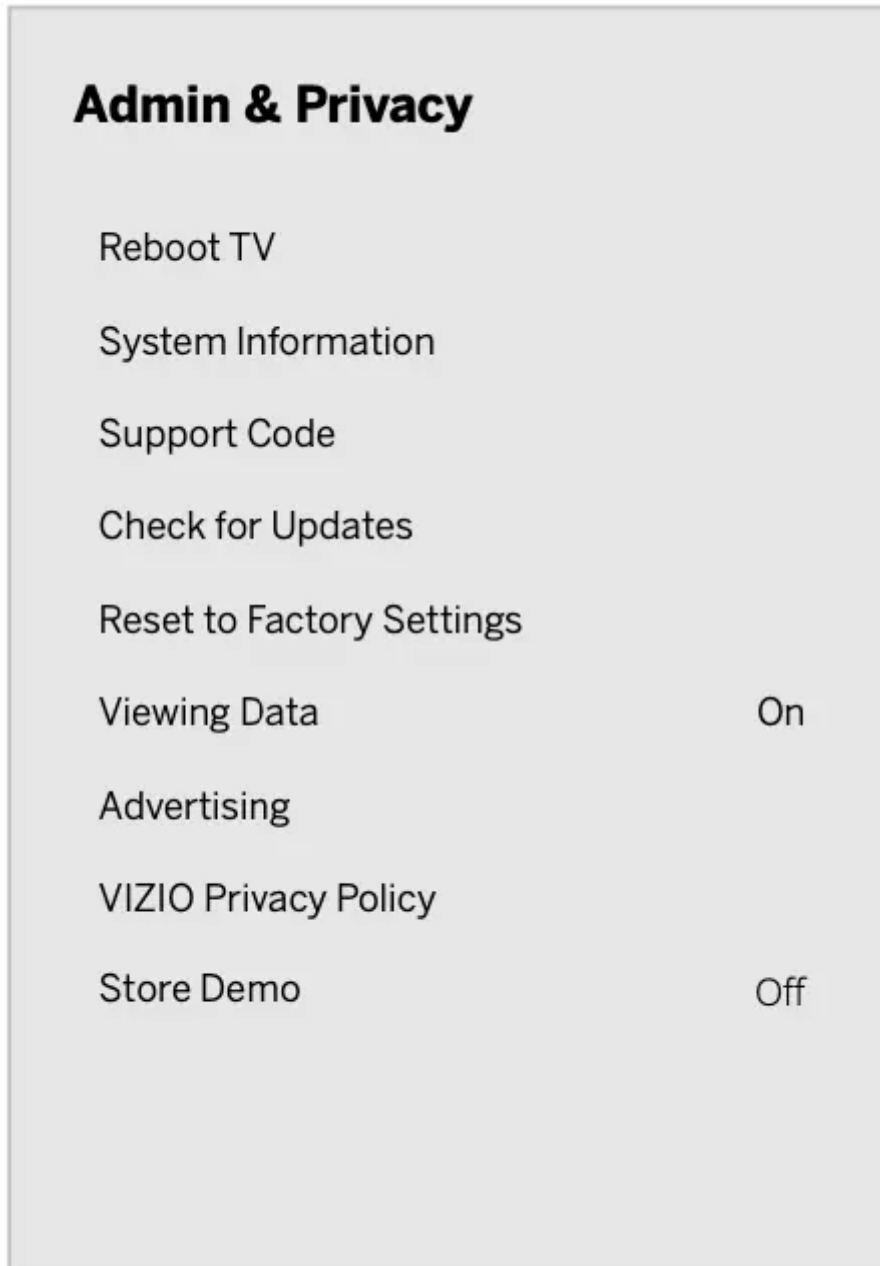 Admin & Privacy
Reboot TV
System Information
Support Code
Check for Updates
Reset to Factory Settings
Viewing Data On
Advertising
VIZIO Privacy Policy
Store Demo Off